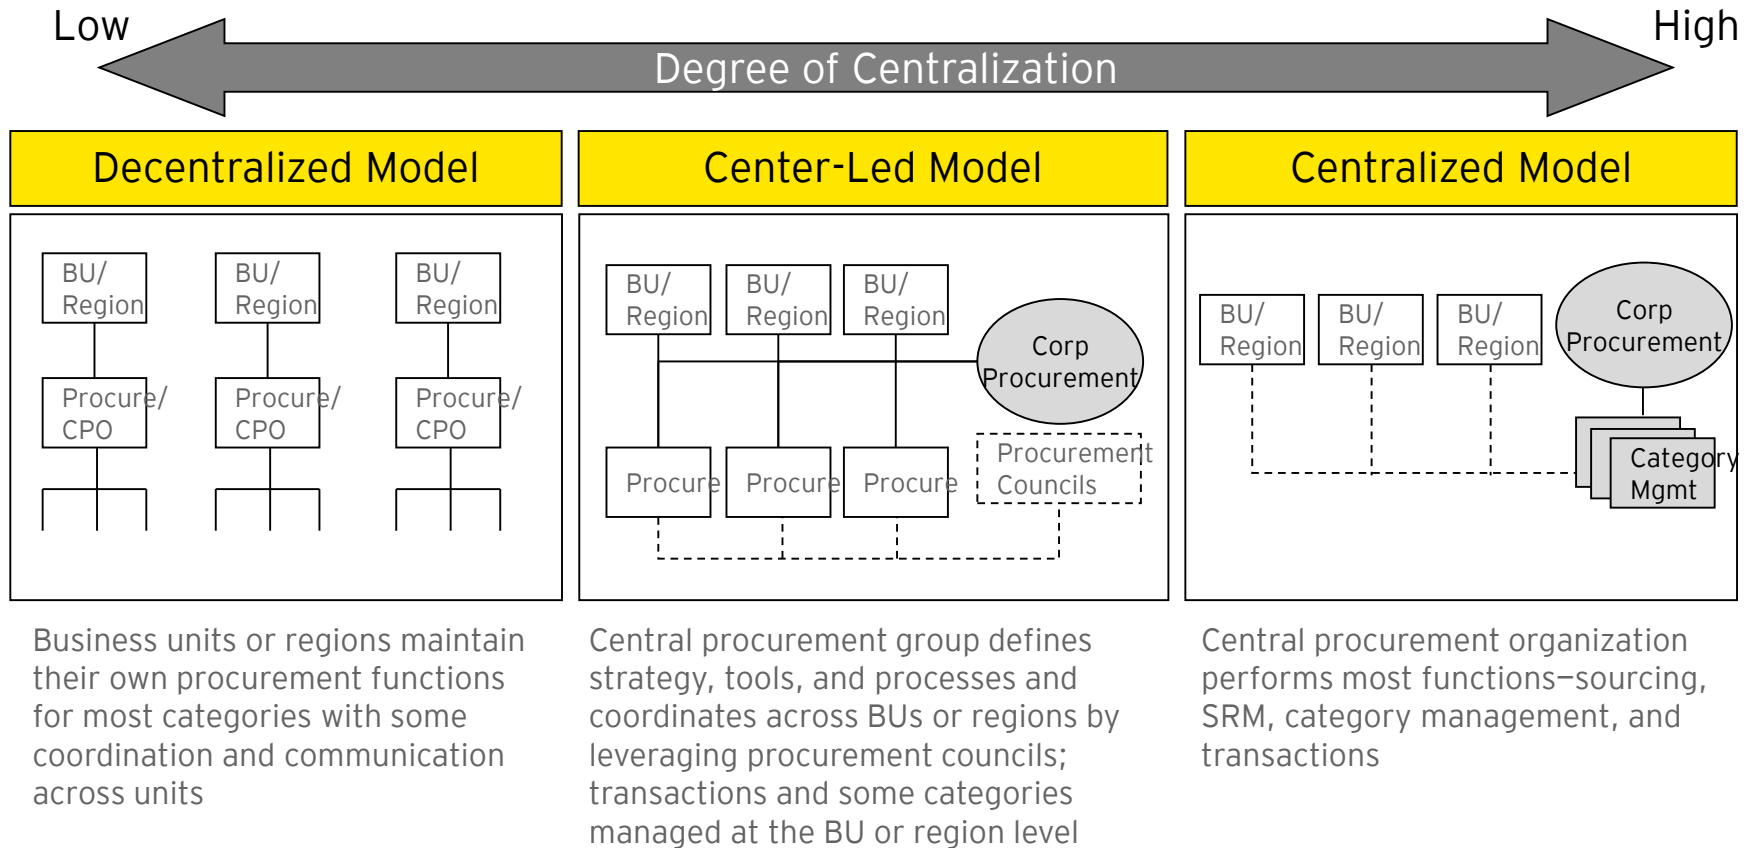 Low
High
Degree of Centralization
Decentralized Model
Center-Led Model
Centralized Model
BU/
Region
BU/
Region
BU/
Region
Procure/
CPO
Procure/
CPO
Procure/
CPO
BU/
Region
BU/
Region
BU/
Region
Corp
Procurement
Procure
Procure
Procure
Procurement
Councils
BU/
Region
BU/
Region
BU/
Region
Corp
Procurement
Category
Mgmt
Business units or regions maintain
their own procurement functions
for most categories with some
coordination and communication
across units
Central procurement group defines
strategy, tools, and processes and
coordinates across BUs or regions by
leveraging procurement councils;
transactions and some categories
managed at the BU or region level
Central procurement organization
performs most functions—sourcing,
SRM, category management, and
transactions